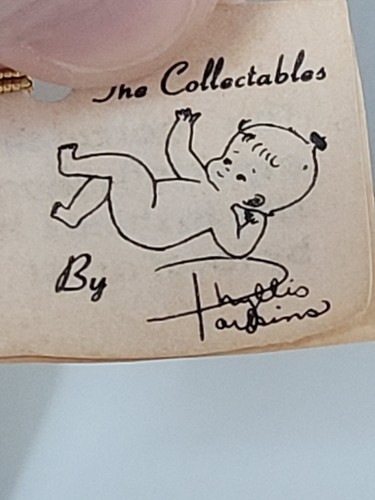 The Collectables
By
Phyllis
Parkins